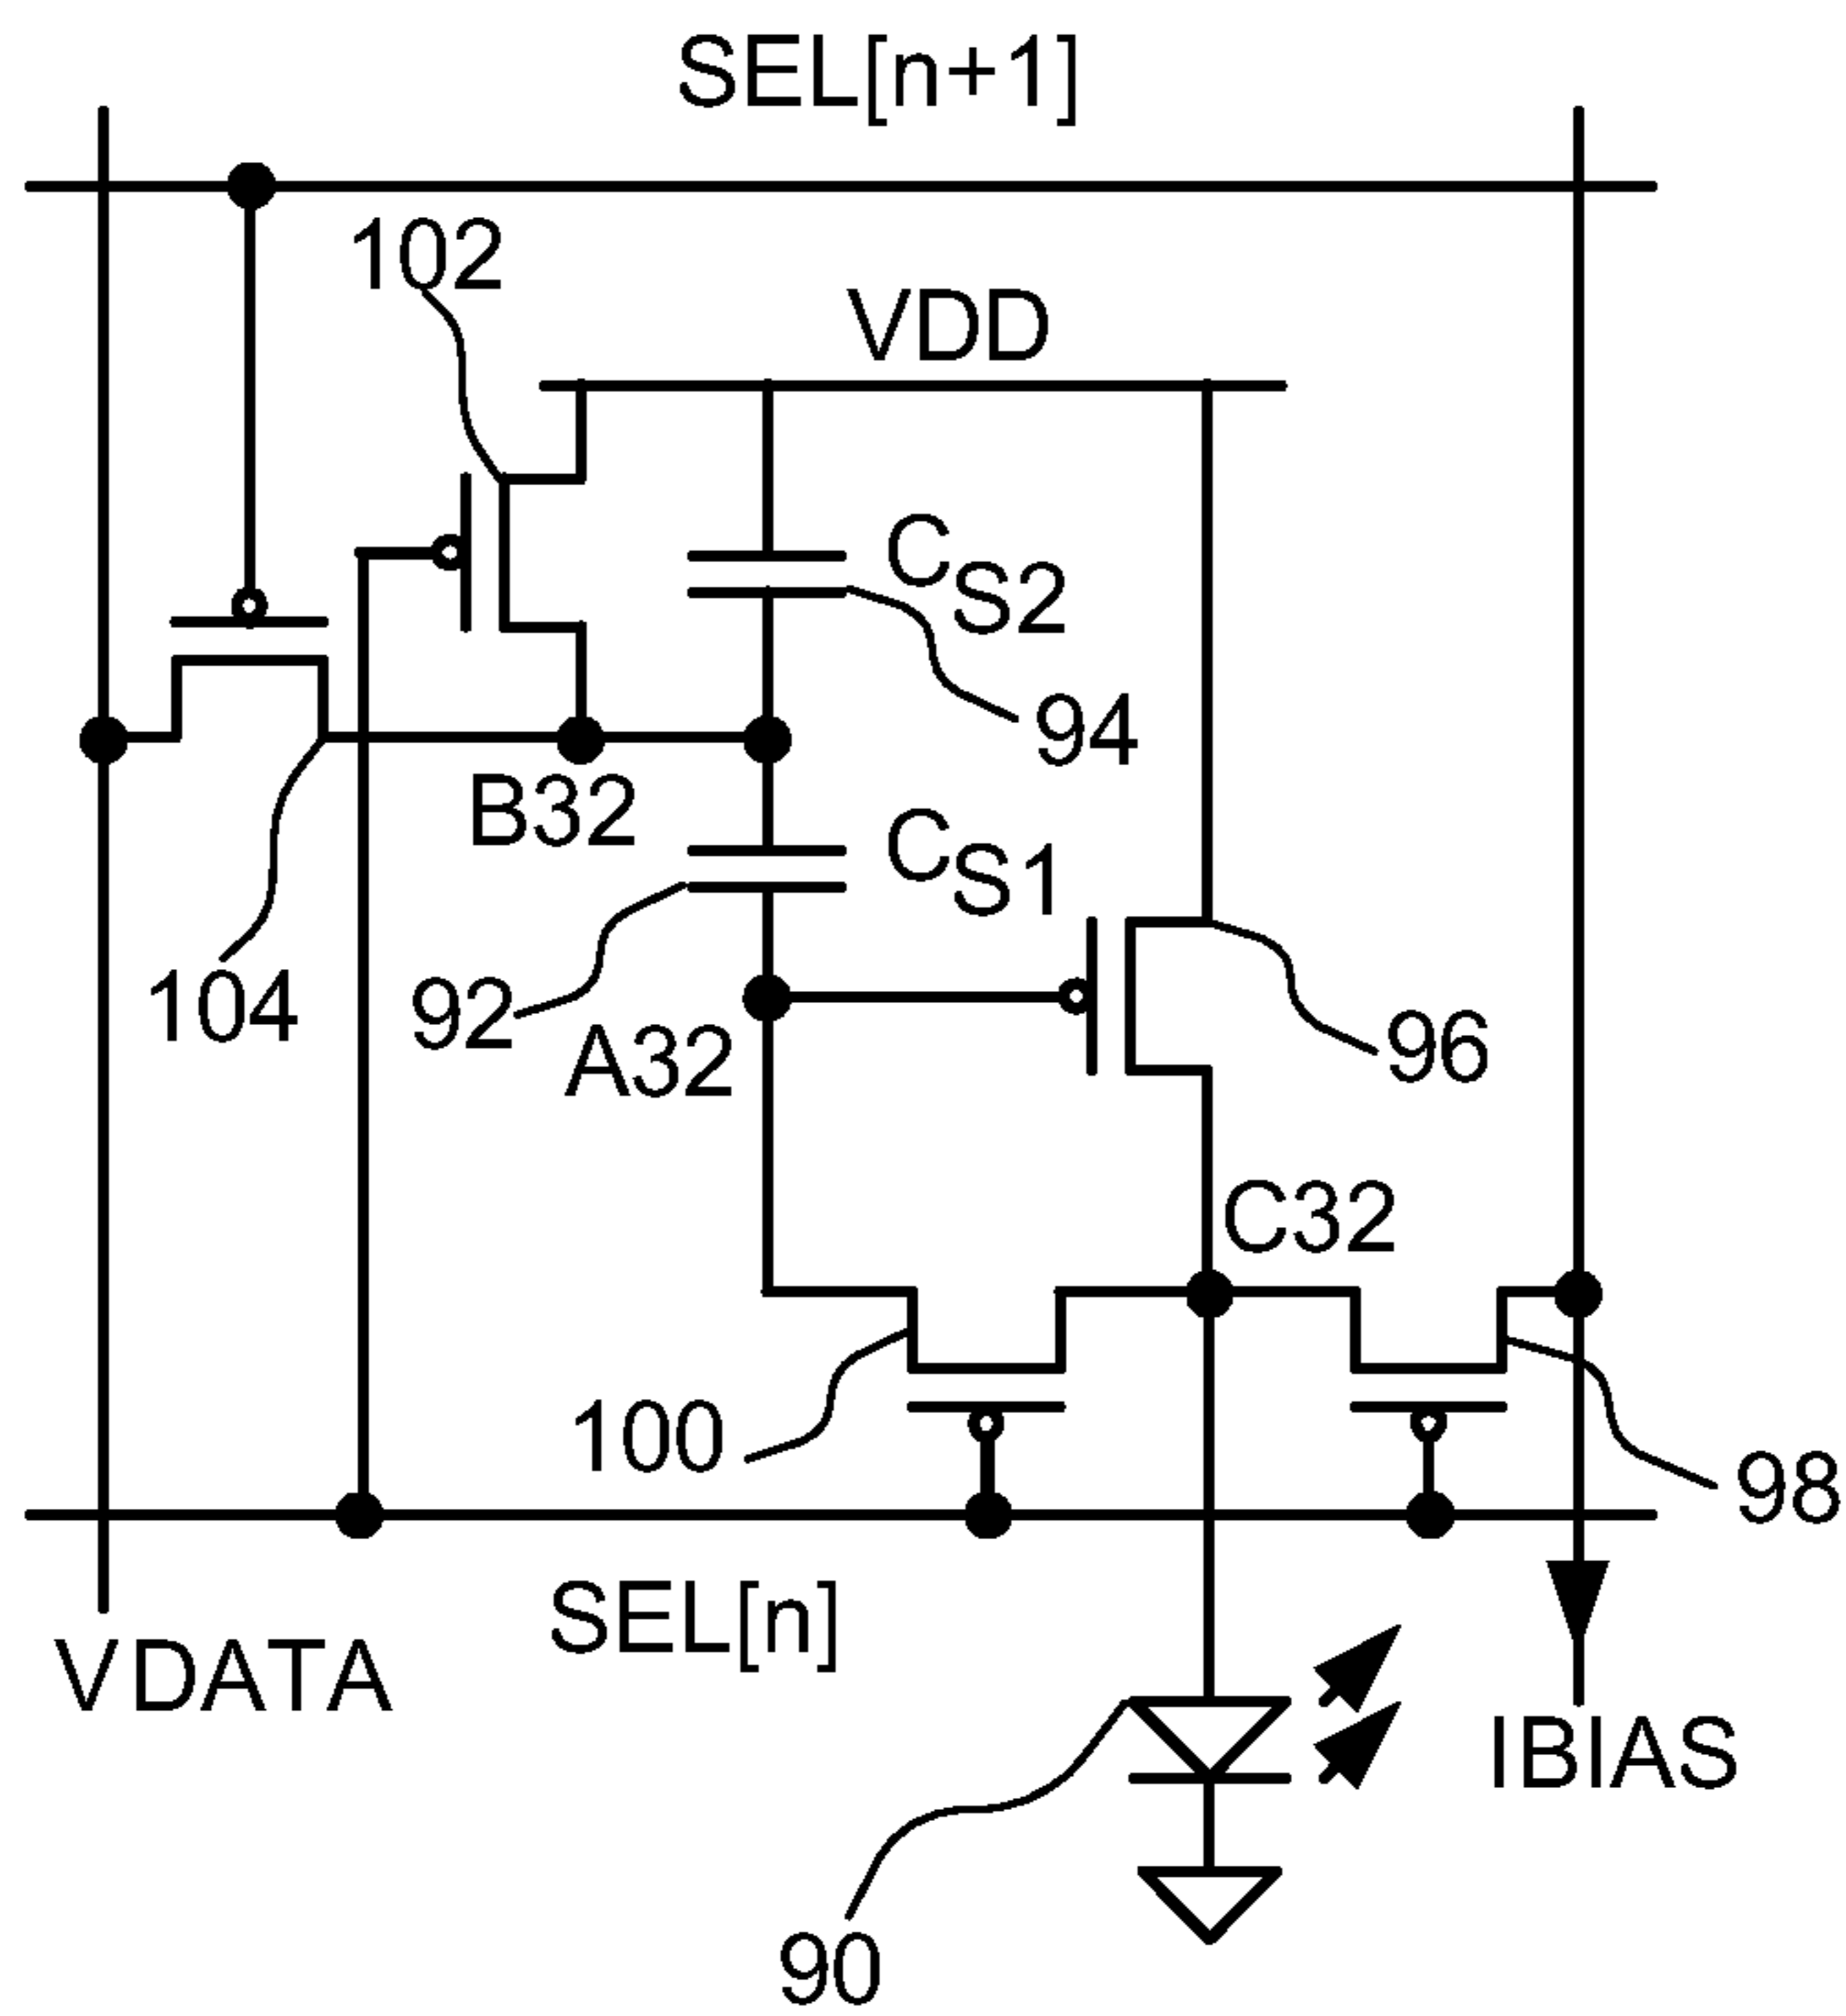 SEL[n+1]
102
VDD
CS2
94
B32
CS1
104
92
A32
96
C32
100
98
SEL[n]
VDATA
IBIAS
90